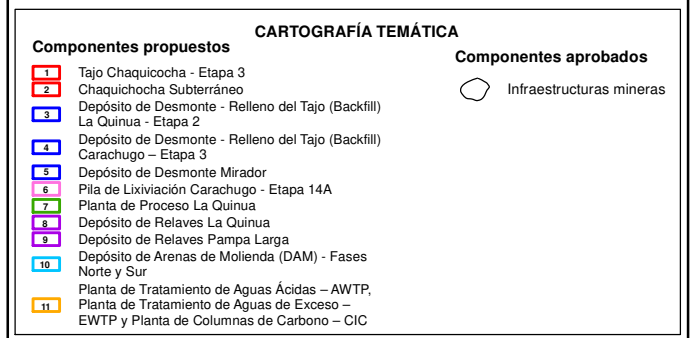 CARTOGRAFÍA TEMÁTICA
Componentes propuestos
1 Tajo Chaquicocha - Etapa 3
2 Chaquichocha Subterráneo
3 Depósito de Desmonte - Relleno del Tajo (Backfill)
La Quinua - Etapa 2
4 Depósito de Desmonte - Relleno del Tajo (Backfill)
Carachugo – Etapa 3
5 Depósito de Desmonte Mirador
6 Pila de Lixiviación Carachugo - Etapa 14A
7 Planta de Proceso La Quinua
8 Depósito de Relaves La Quinua
9 Depósito de Relaves Pampa Larga
10 Depósito de Arenas de Molienda (DAM) - Fases
Norte y Sur
11 Planta de Tratamiento de Aguas Ácidas – AWTP,
Planta de Tratamiento de Aguas de Exceso –
EWTP y Planta de Columnas de Carbono – CIC
Componentes aprobados
Infraestructuras mineras